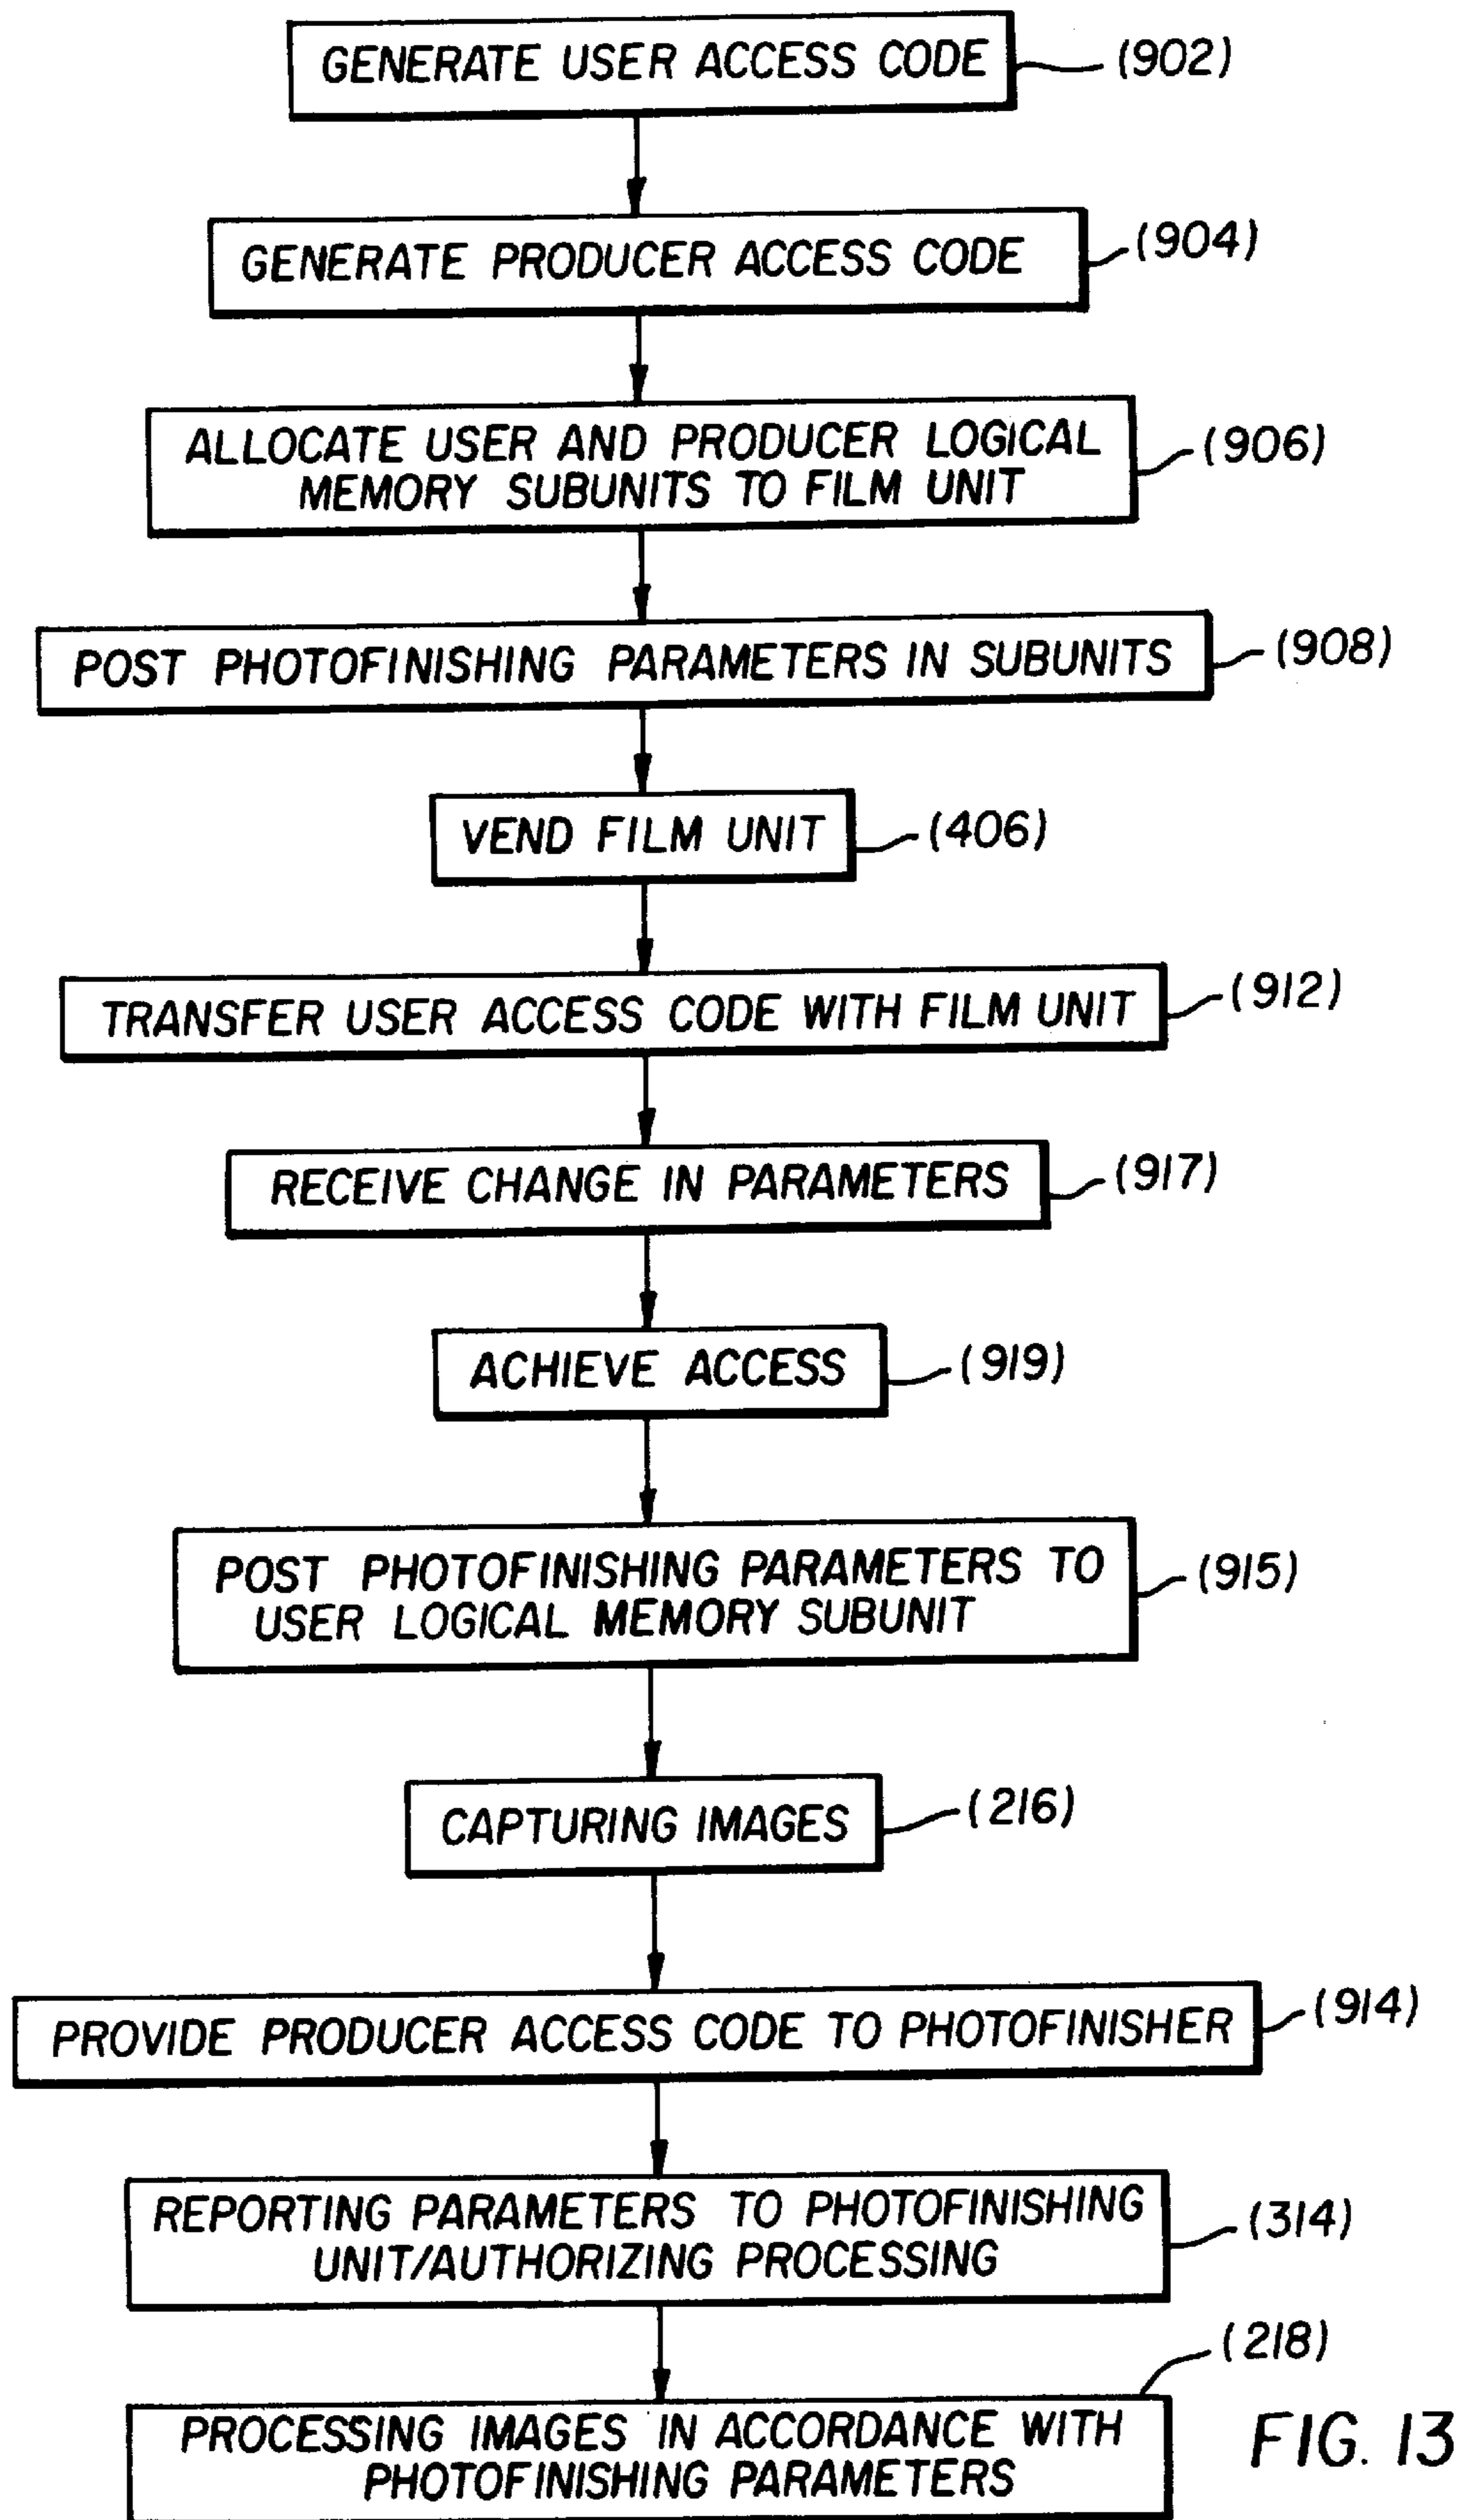 GENERATE USER ACCESS CODE (902)
GENERATE PRODUCER ACCESS CODE (904)
ALLOCATE USER AND PRODUCER LOGICAL
MEMORY SUBUNITS TO FILM UNIT
(906)
POST PHOTOFINISHING PARAMETERS IN SUBUNITS (908)
VEND FILM UNIT (406)
TRANSFER USER ACCESS CODE WITH FILM UNIT (912)
RECEIVE CHANGE IN PARAMETERS (917)
ACHIEVE ACCESS (919)
POST PHOTOFINISHING PARAMETERS TO
USER LOGICAL MEMORY SUBUNIT
(915)
CAPTURING IMAGES (216)
PROVIDE PRODUCER ACCESS CODE TO PHOTOFINISHER (914)
REPORTING PARAMETERS TO PHOTOFINISHING
UNIT/AUTHORIZING PROCESSING
(314)
(218)
PROCESSING IMAGES IN ACCORDANCE WITH
PHOTOFINISHING PARAMETERS
FIG. 13